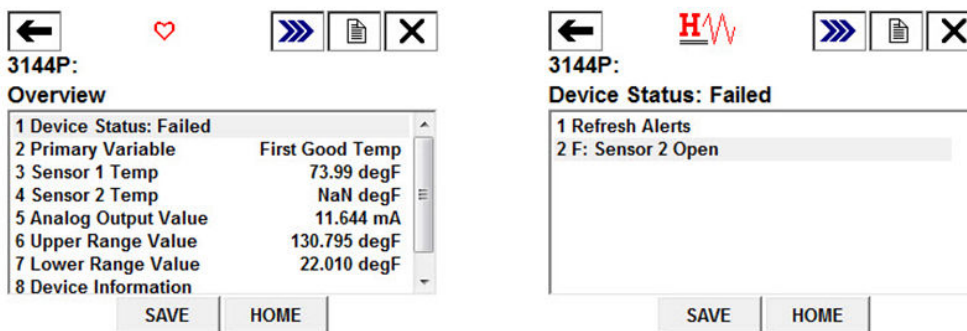 3144P:
Overview
1 Device Status: Failed
2 Primary Variable First Good Temp
3 Sensor 1 Temp 73.99 degF
4 Sensor 2 Temp NaN degF
5 Analog Output Value 11.644 mA
6 Upper Range Value 130.795 degF
7 Lower Range Value 22.010 degF
8 Device Information
SAVE HOME
H
3144P:
Device Status: Failed
1 Refresh Alerts
2 F: Sensor 2 Open
SAVE HOME